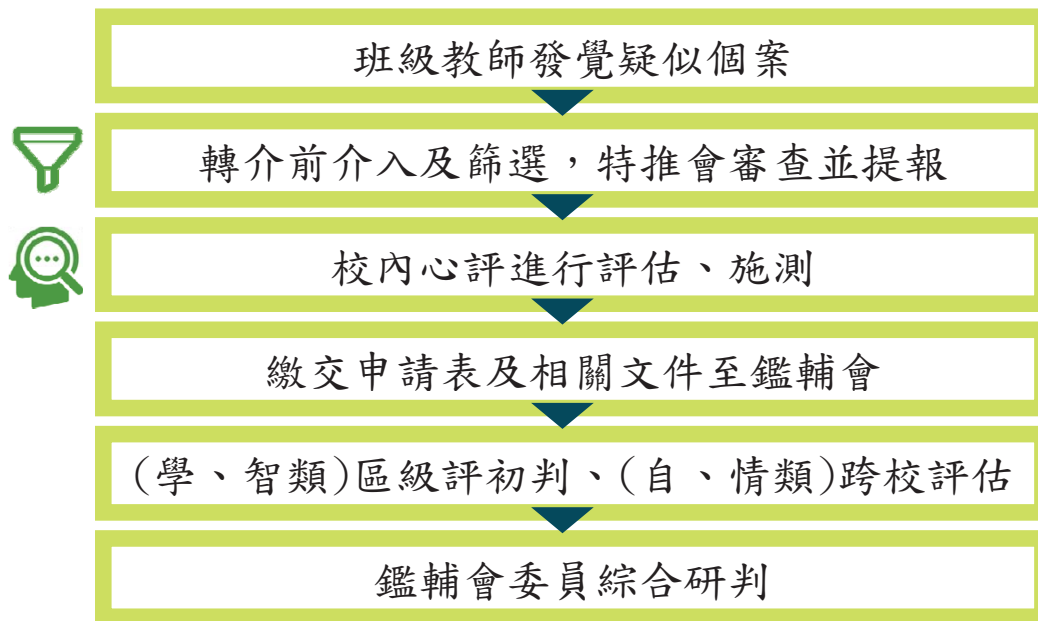 班級教師發覺疑似個案
轉介前介入及篩選，特推會審查並提報
校內心評進行評估、施測
繳交申請表及相關文件至鑑輔會
(學、智類)區級評初判、(自、情類)跨校評估
鑑輔會委員綜合研判